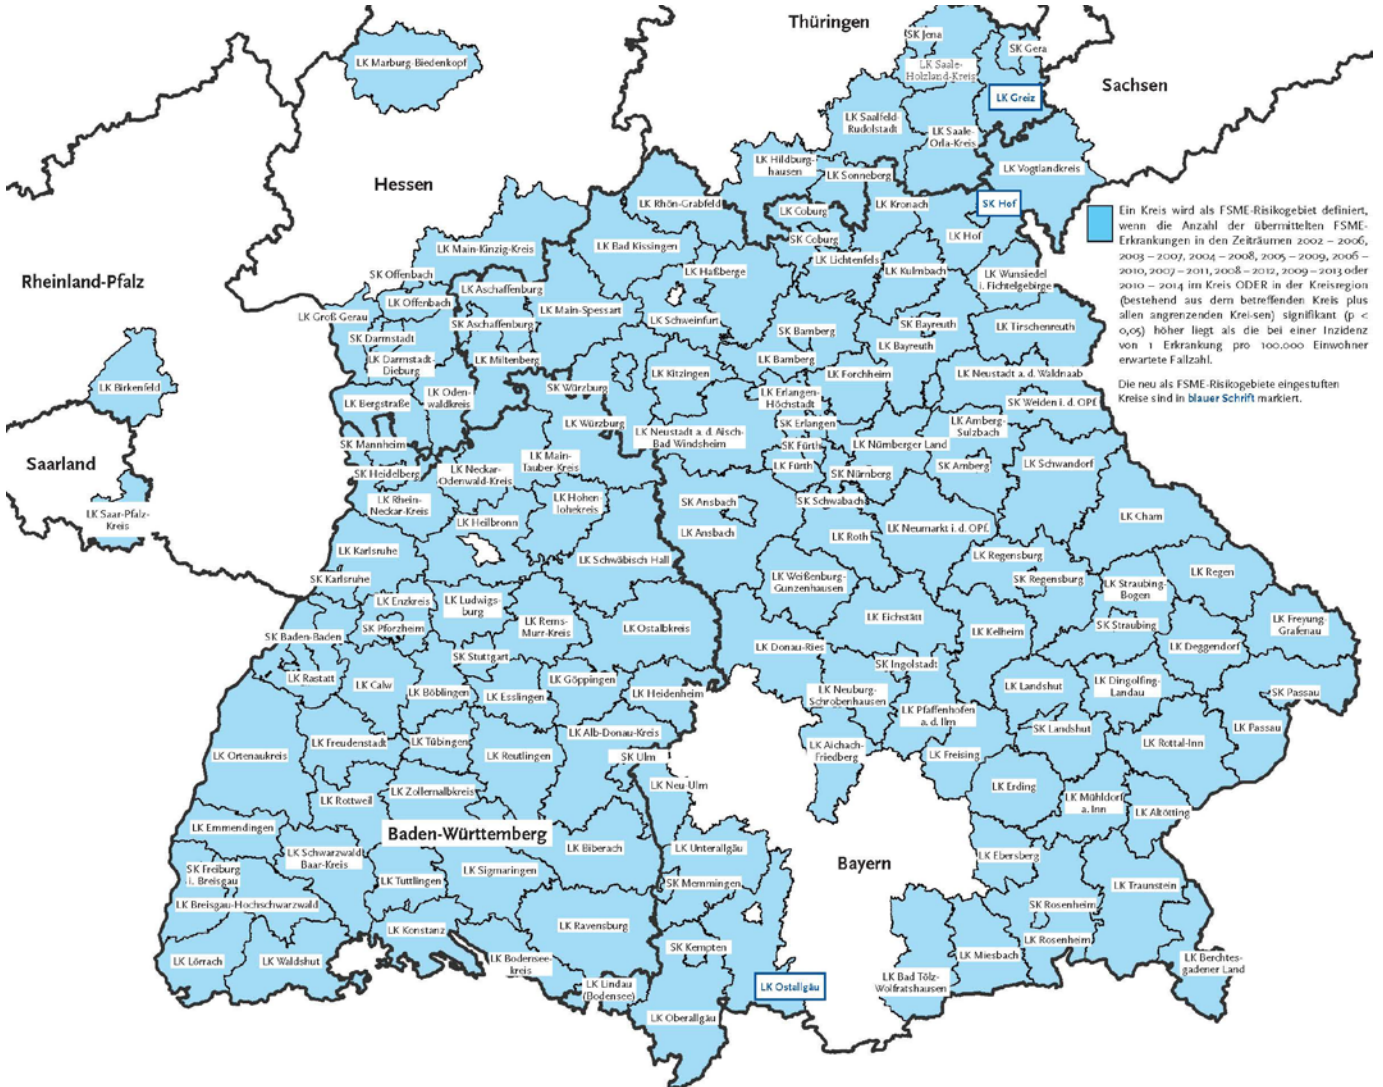 Thüringen
SK Jena
SK Gera
LK Marburg-Biedenkopf
LK Saale-
Holzland-Kreis
Sachsen
LK Greiz
LK Saalfeld-
Rudolstadt
LK Saale-
Orla-Kreis
LK Hildburg-
hausen
LK Vogtlandkreis
LK Sonneberg
Hessen
LK Rhön-Grabfeld
LK Coburg
LK Kronach
SK Hof
Ein Kreis wird als FSME-Risikogebiet definiert,
wenn die Anzahl der übermittelten FSME-
Erkrankungen in den Zeiträumen 2002 – 2006,
2003 – 2007, 2004 – 2008, 2005 – 2009, 2006 –
2010, 2007 – 2011, 2008 – 2012, 2009 – 2013 oder
2010 – 2014 im Kreis ODER in der Kreisregion
(bestehend aus dem betreffenden Kreis plus
allen angrenzenden Krei-sen) signifikant (p <
0,05) höher liegt als die bei einer Inzidenz
von 1 Erkrankung pro 100.000 Einwohner
erwartete Fallzahl.
Die neu als FSME-Risikogebiete eingestuften
Kreise sind in blauer Schrift markiert.
LK Main-Kinzig-Kreis
LK Bad Kissingen
SK Coburg
LK Hof
LK Lichtenfels
SK Offenbach
LK Haßberge
LK Kulmbach
LK Wunsiedel
i. Fichtelgebirge
Rheinland-Pfalz
LK Aschaffenburg
LK Offenbach
LK Main-Spessart
LK Groß Gerau
LK Schweinfurt
SK Aschaffenburg
SK Bamberg
SK Bayreuth
LK Tirschenreuth
SK Darmstadt
LK Bayreuth
LK Darmstadt-
Dieburg
LK Miltenberg
LK Bamberg
LK Birkenfeld
LK Kitzingen
LK Forchheim
LK Neustadt a. d. Waldnaab
SK Würzburg
LK Oden-
waldkreis
LK Erlangen-
Höchstadt
LK Bergstraße
SK Weiden i. d. OPf.
LK Würzburg
SK Erlangen
LK Amberg-
Sulzbach
LK Neustadt a. d. Aisch-
Bad Windsheim
SK Mannheim
SK Fürth
LK Nürnberger Land
Saarland
LK Main-
Tauber-Kreis
LK Fürth
SK Amberg
LK Schwandorf
SK Heidelberg
LK Neckar-
Odenwald-Kreis
SK Nürnberg
LK Rhein-
Neckar-Kreis
LK Hohen-
lohekreis
SK Ansbach
SK Schwabach
LK Saar-Pfalz-
Kreis
LK Heilbronn
LK Cham
LK Ansbach
LK Roth
LK Neumarkt i. d. OPf.
LK Karlsruhe
LK Schwäbisch Hall
LK Regensburg
SK Karlsruhe
LK Weißenburg-
Gunzenhausen
SK Regensburg
LK Straubing-
Bogen
LK Regen
LK Enzkreis
LK Ludwigs-
burg
LK Eichstätt
SK Pforzheim
LK Rems-
Murr-Kreis
LK Ostalbkreis
LK Kelheim
SK Straubing
LK Freyung-
Grafenau
SK Baden-Baden
LK Donau-Ries
LK Deggendorf
SK Stuttgart
SK Ingolstadt
LK Rastatt
LK Calw
LK Göppingen
LK Böblingen
LK Esslingen
LK Heidenheim
LK Neuburg-
Schrobenhausen
LK Landshut
LK Dingolfing-
Landau
SK Passau
LK Pfaffenhofen
a. d. Ilm
SK Landshut
LK Passau
LK Alb-Donau-Kreis
LK Freudenstadt
LK Tübingen
LK Rottal-Inn
LK Ortenaukreis
LK Reutlingen
LK Aichach-
Friedberg
LK Freising
SK Ulm
LK Neu-Ulm
LK Erding
LK Zollernalbkreis
LK Rottweil
LK Mühldorf
a. Inn
LK Altötting
LK Emmendingen
Baden-Württemberg
LK Biberach
LK Unterallgäu
LK Schwarzwald
Baar-Kreis
LK Ebersberg
Bayern
SK Freiburg
i. Breisgau
LK Sigmaringen
LK Tuttlingen
SK Memmingen
LK Traunstein
LK Breisgau-Hochschwarzwald
SK Rosenheim
LK Konstanz
LK Ravensburg
LK Rosenheim
SK Kempten
LK Lörrach
LK Waldshut
LK Bodensee-
kreis
LK Miesbach
LK Berchtes-
gadener Land
LK Bad Tölz-
Wolfratshausen
LK Lindau
(Bodensee)
LK Ostallgäu
LK Oberallgäu